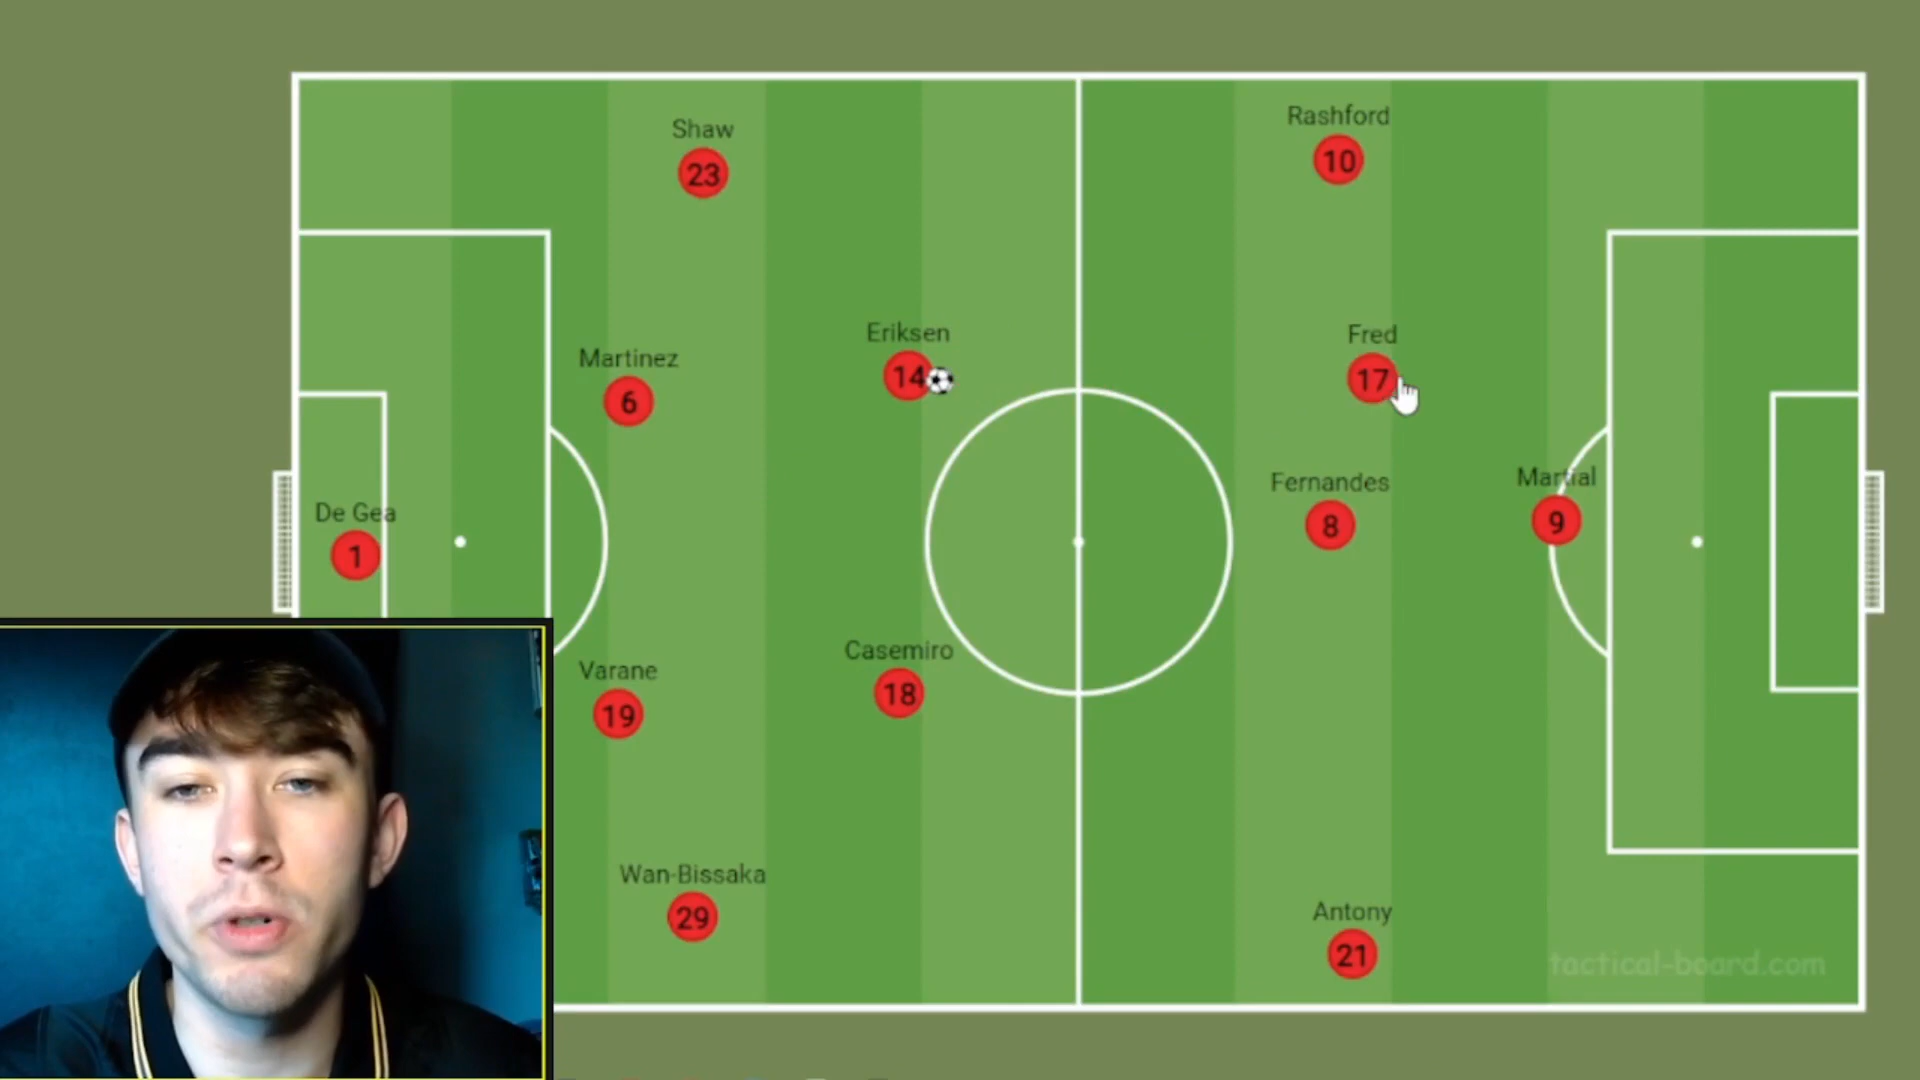 Rashford
10
Shaw
23
Eriksen
14
Fred
17
Martinez
6
Fernandes
8
Martial
9
De Gea
1
Casemiro
18
Varane
19
Wan-Bissaka
29
Antony
21
tactical-board.com